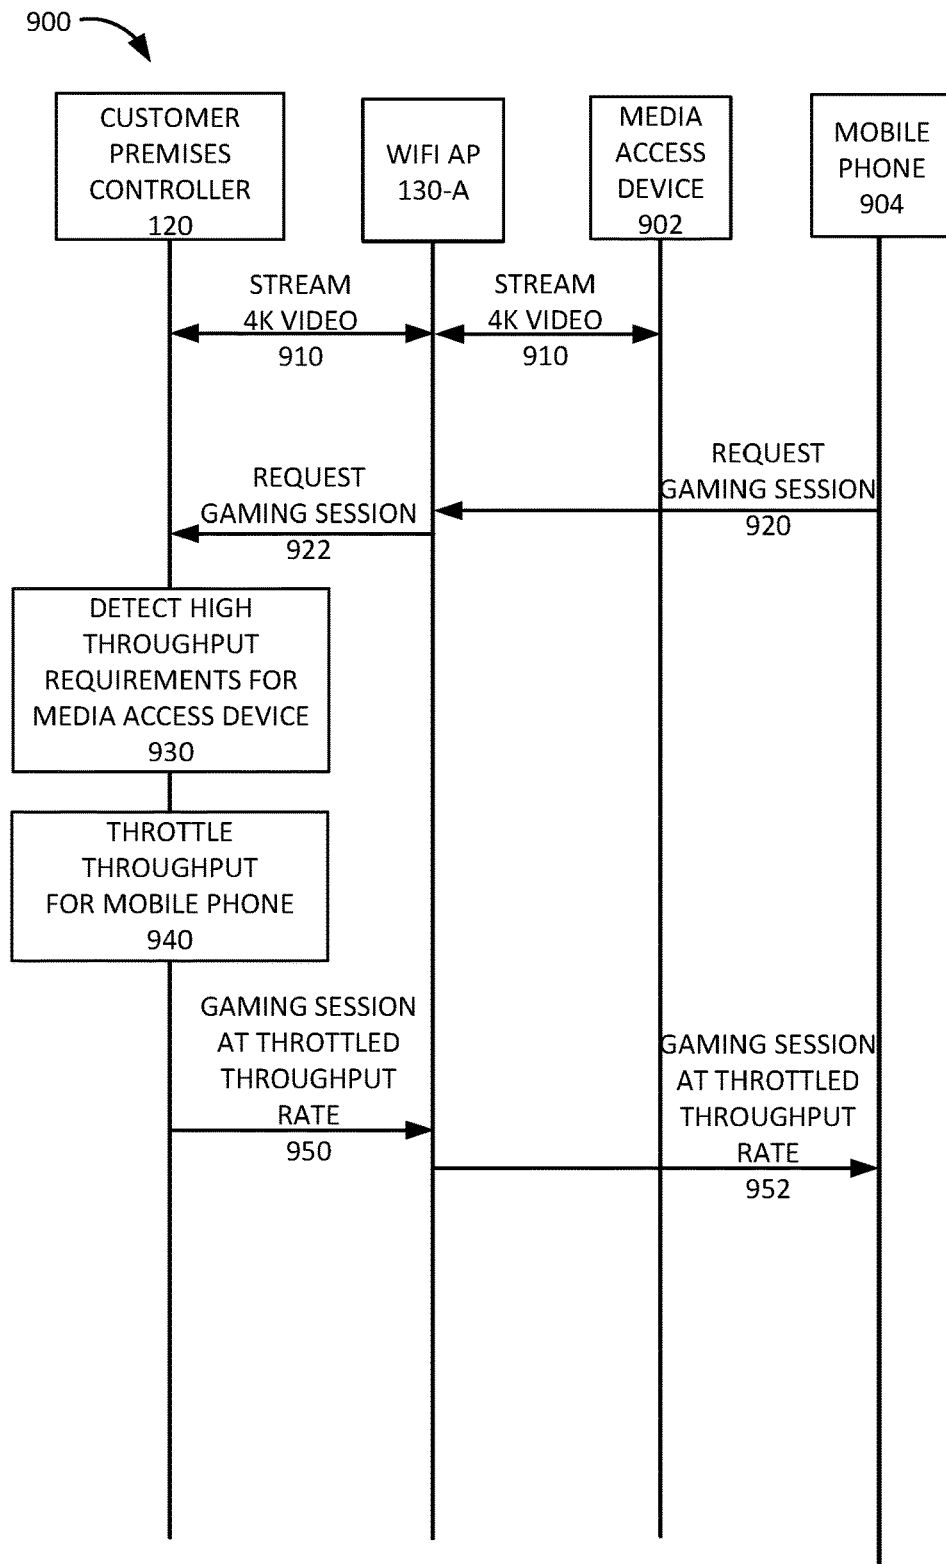 900
CUSTOMER
PREMISES
CONTROLLER
120
WIFI AP
130-A
MEDIA
ACCESS
DEVICE
902
MOBILE
PHONE
904
STREAM
4K VIDEO
910
STREAM
4K VIDEO
910
REQUEST
GAMING SESSION
920
REQUEST
GAMING SESSION
922
DETECT HIGH
THROUGHPUT
REQUIREMENTS FOR
MEDIA ACCESS DEVICE
930
THROTTLE
THROUGHPUT
FOR MOBILE PHONE
940
GAMING SESSION
AT THROTTLED
THROUGHPUT
RATE
950
GAMING SESSION
AT THROTTLED
THROUGHPUT
RATE
952